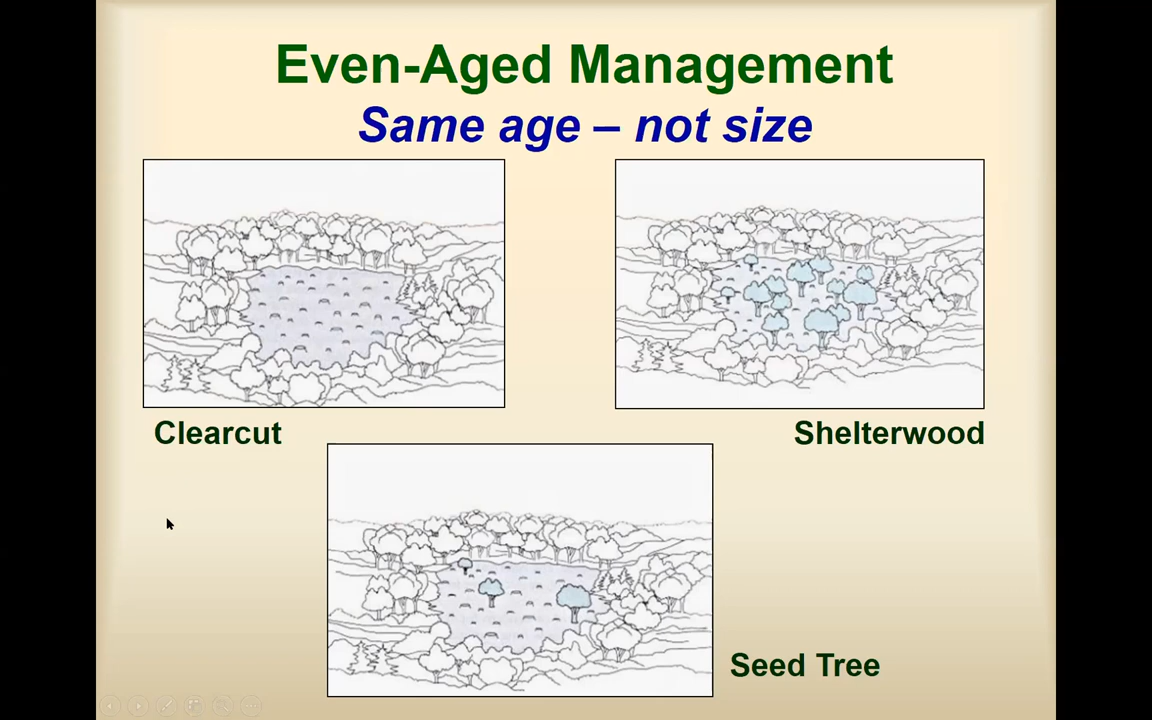 Even-Aged Management
Same age – not size
Clearcut
Shelterwood
Seed Tree